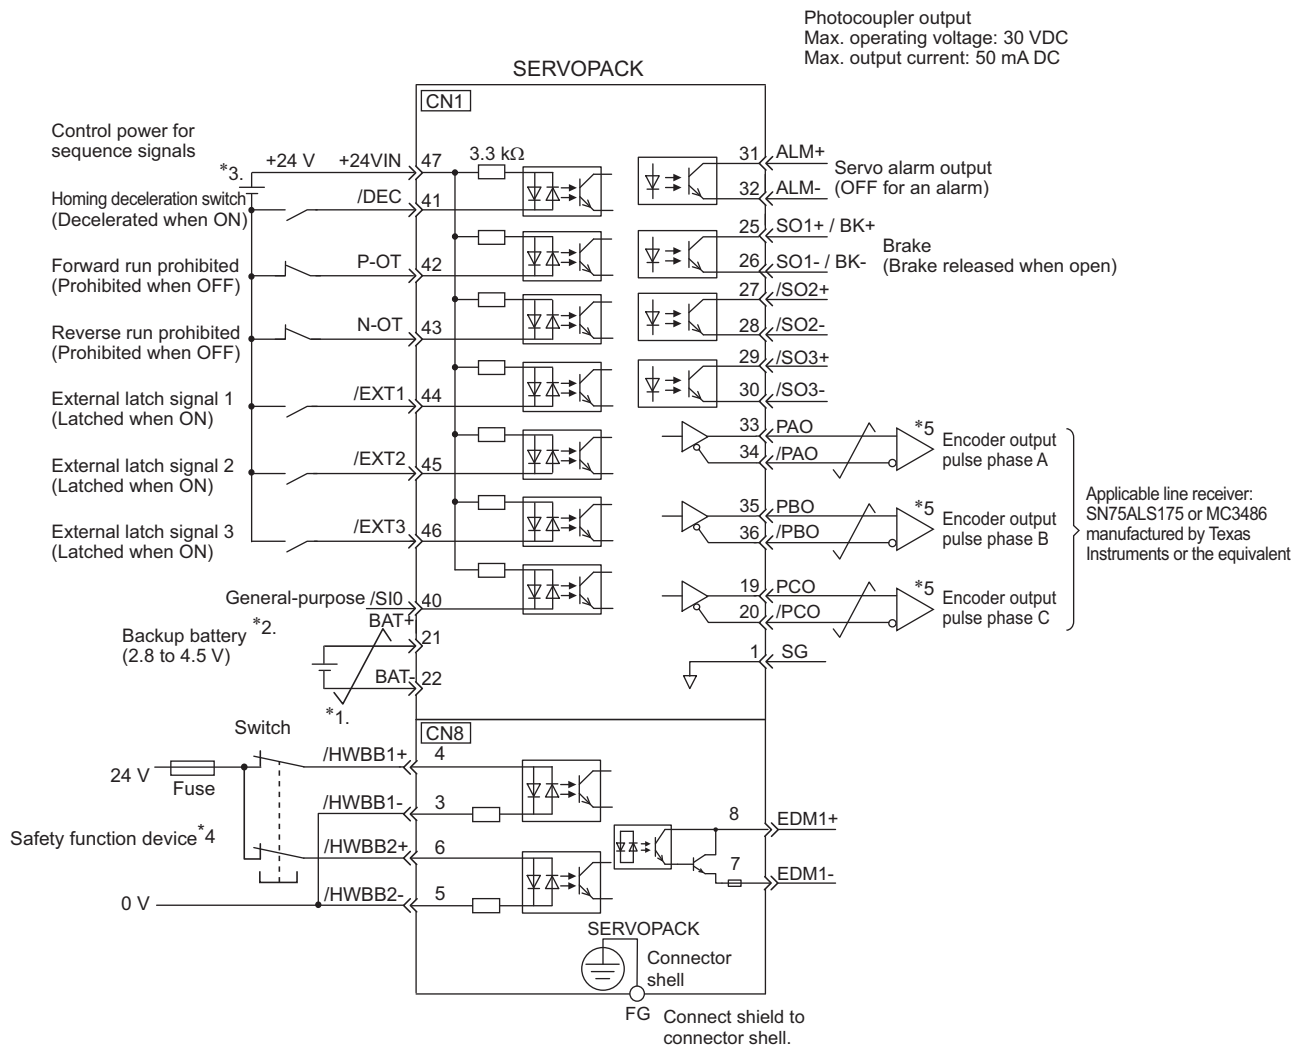 Photocoupler output
Max. operating voltage: 30 VDC
Max. output current: 50 mA DC
SERVOPACK
CN1
Control power for
sequence signals
*3.
+24 V
+24VIN
47
3.3 kΩ
Homing deceleration switch
(Decelerated when ON)
/DEC
41
Forward run prohibited
(Prohibited when OFF)
P-OT
42
Reverse run prohibited
(Prohibited when OFF)
N-OT
43
External latch signal 1
(Latched when ON)
/EXT1
44
External latch signal 2
(Latched when ON)
/EXT2
45
External latch signal 3
(Latched when ON)
/EXT3
46
General-purpose /SI0
40
Backup battery *2.
(2.8 to 4.5 V)
BAT+
21
BAT-
22
*1.
31
ALM+
32
ALM-
Servo alarm output
(OFF for an alarm)
25
SO1+ / BK+
26
SO1- / BK-
Brake
(Brake released when open)
27
/SO2+
28
/SO2-
29
/SO3+
30
/SO3-
33
PAO
34
/PAO
*5
Encoder output
pulse phase A
35
PBO
36
/PBO
*5
Encoder output
pulse phase B
19
PCO
20
/PCO
*5
Encoder output
pulse phase C
Applicable line receiver:
SN75ALS175 or MC3486
manufactured by Texas
Instruments or the equivalent
1
SG
CN8
Switch
24 V
Fuse
/HWBB1+
4
/HWBB1-
3
Safety function device*4
/HWBB2+
6
0 V
/HWBB2-
5
8
EDM1+
7
EDM1-
SERVOPACK
Connector
shell
FG
Connect shield to
connector shell.